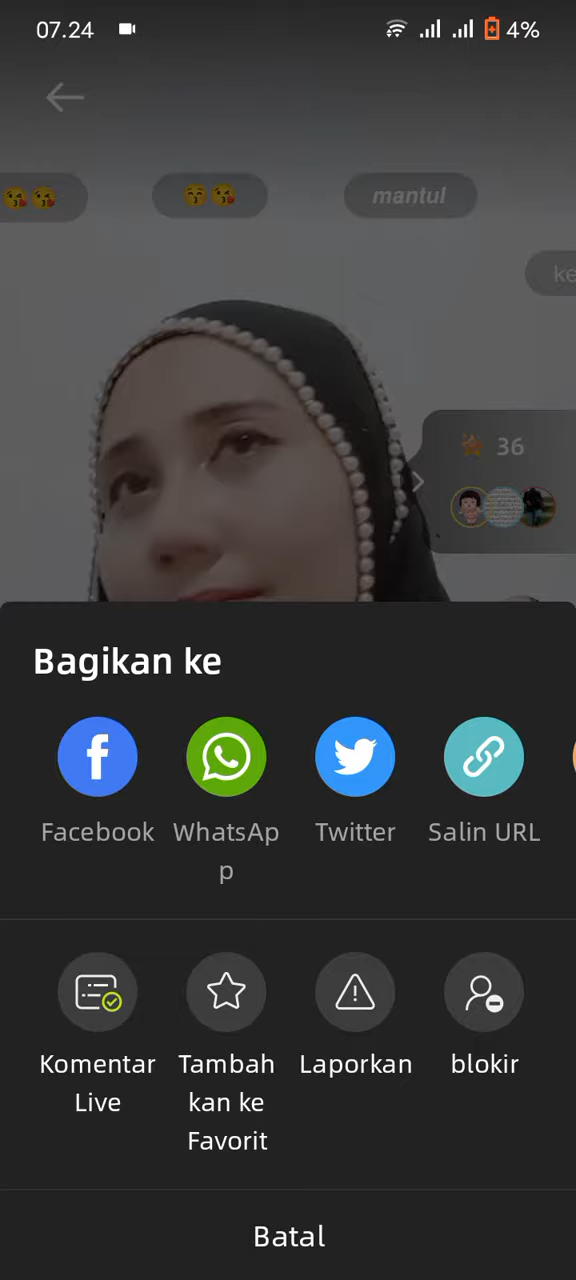 07.24 4%
mantul
ke
36
Bagikan ke
Facebook WhatsAp Twitter Salin URL
p
Komentar Tambah Laporkan blokir
Live kan ke
Favorit
Batal